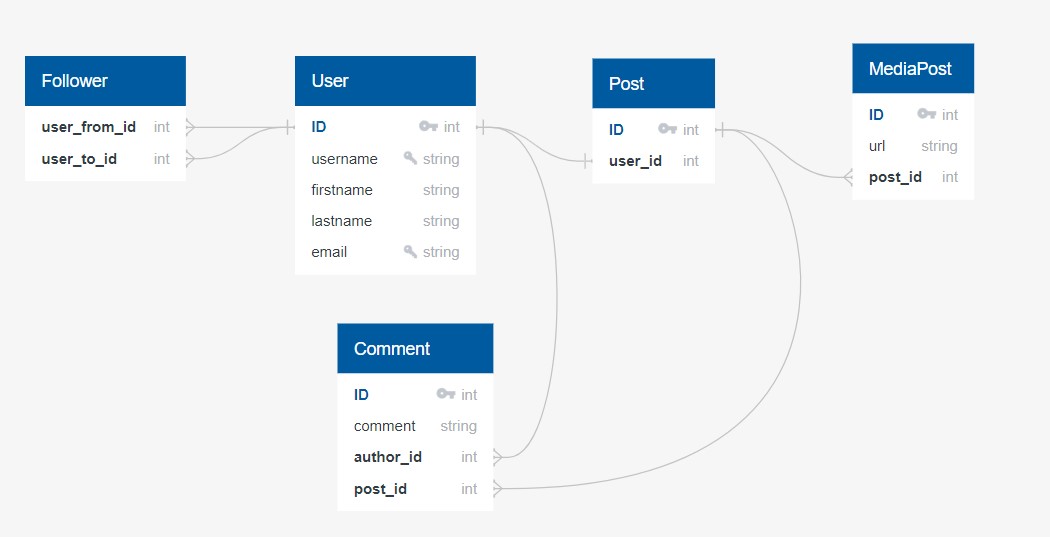 Follower
user_from_id int
user_to_id int
User
ID int
username string
firstname string
lastname string
email string
Post
ID int
user_id int
MediaPost
ID int
url string
post_id int
Comment
ID int
comment string
author_id int
post_id int